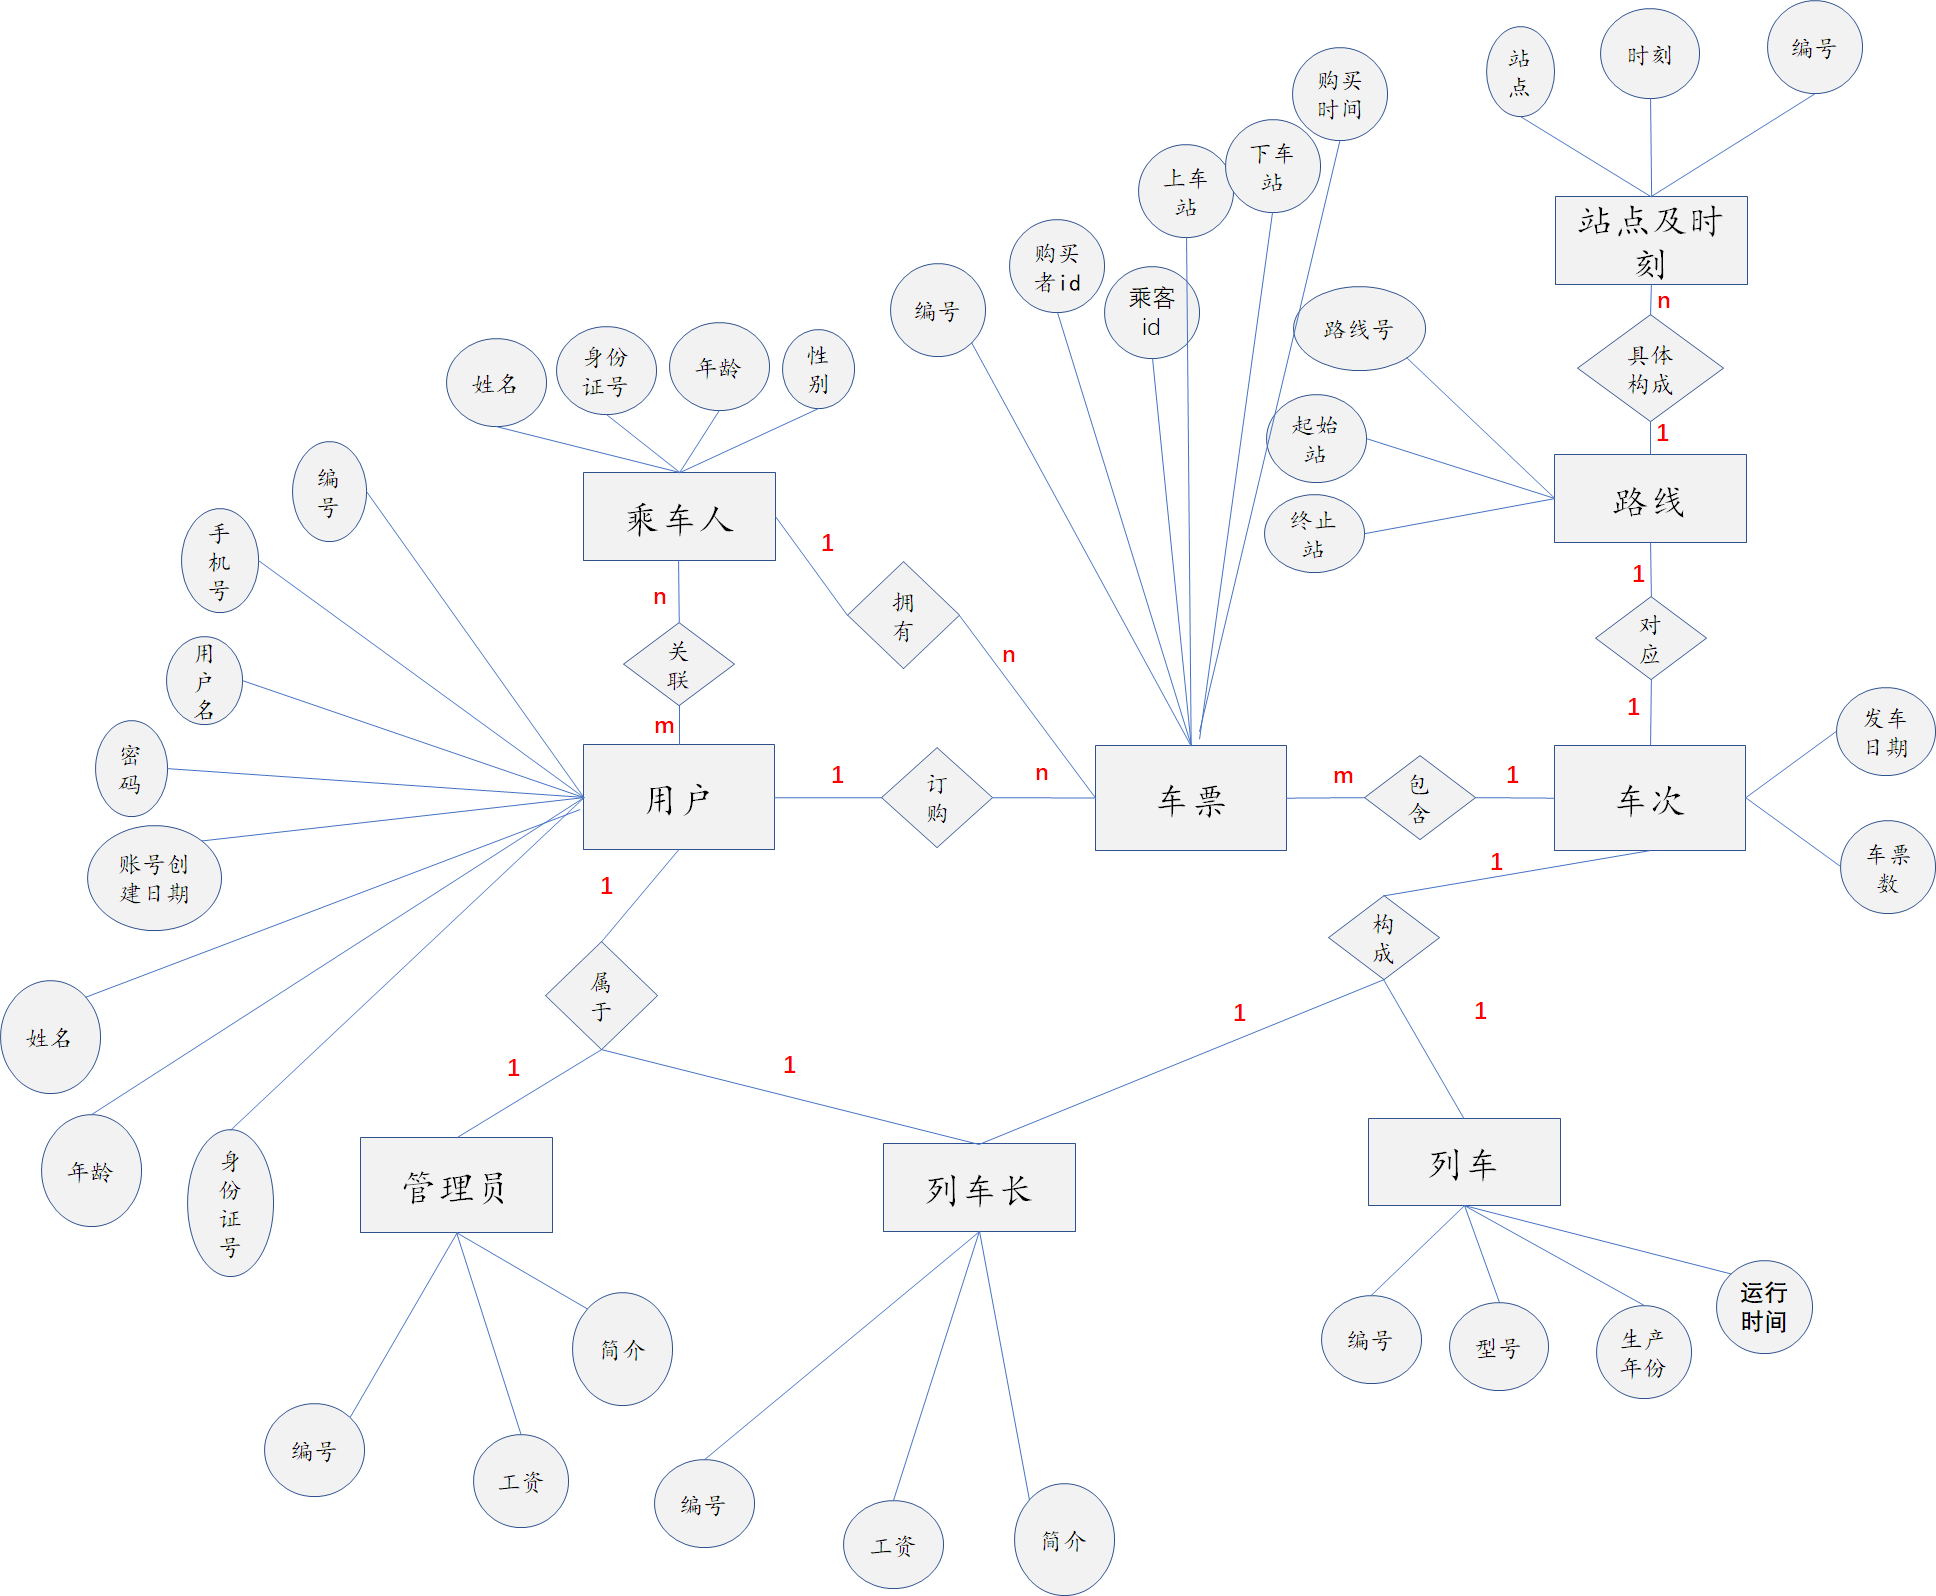 站
点
时刻
编号
购买
时间
下车
站
上车
站
购买
者id
乘客
id
编号
站点及时
刻
n
具体
构成
1
路线号
起始
站
终止
站
路线
1
对
应
1
姓名
身份
证号
年龄
性
别
乘车人
1
拥
有
n
n
关
联
m
编
号
手
机
号
用
户
名
密
码
账号创
建日期
姓名
年龄
身
份
证
号
用户
1
订
购
n
车票
m
包
含
1
车次
发车
日期
车票
数
1
属
于
1
1
1
构
成
1
1
管理员
列车长
列车
编号
工资
简介
编号
工资
简介
编号
型号
生产
年份
运行
时间